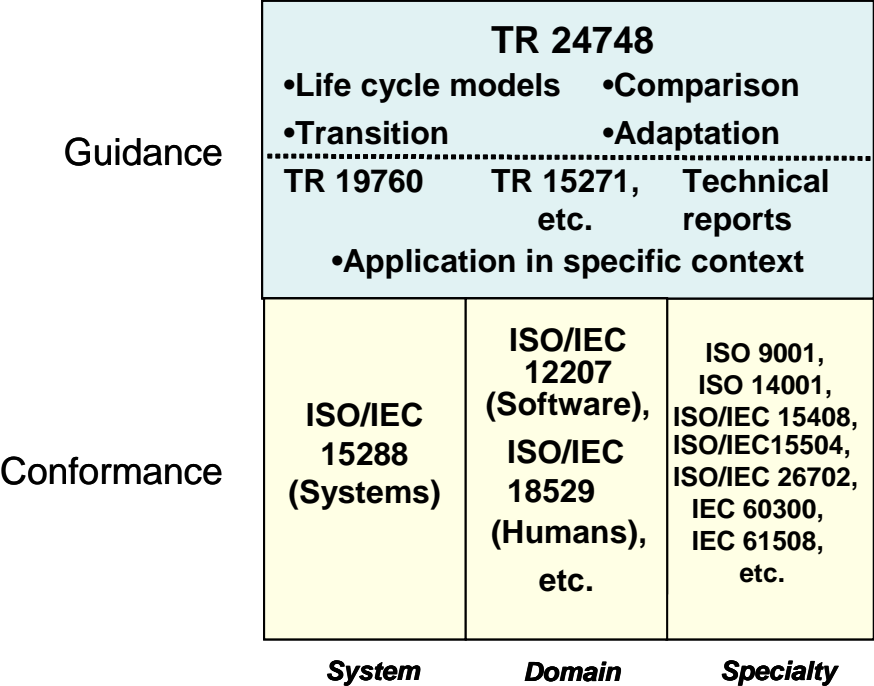 TR 24748
•Life cycle models •Comparison
•Transition •Adaptation
Guidance
TR 19760 TR 15271, Technical
etc. reports
•Application in specific context
ISO/IEC
12207
(Software),
ISO/IEC
18529
(Humans),
etc.
ISO/IEC
15288
(Systems)
ISO 9001,
ISO 14001,
ISO/IEC 15408,
ISO/IEC15504,
ISO/IEC 26702,
IEC 60300,
IEC 61508,
etc.
Conformance
System Domain Specialty